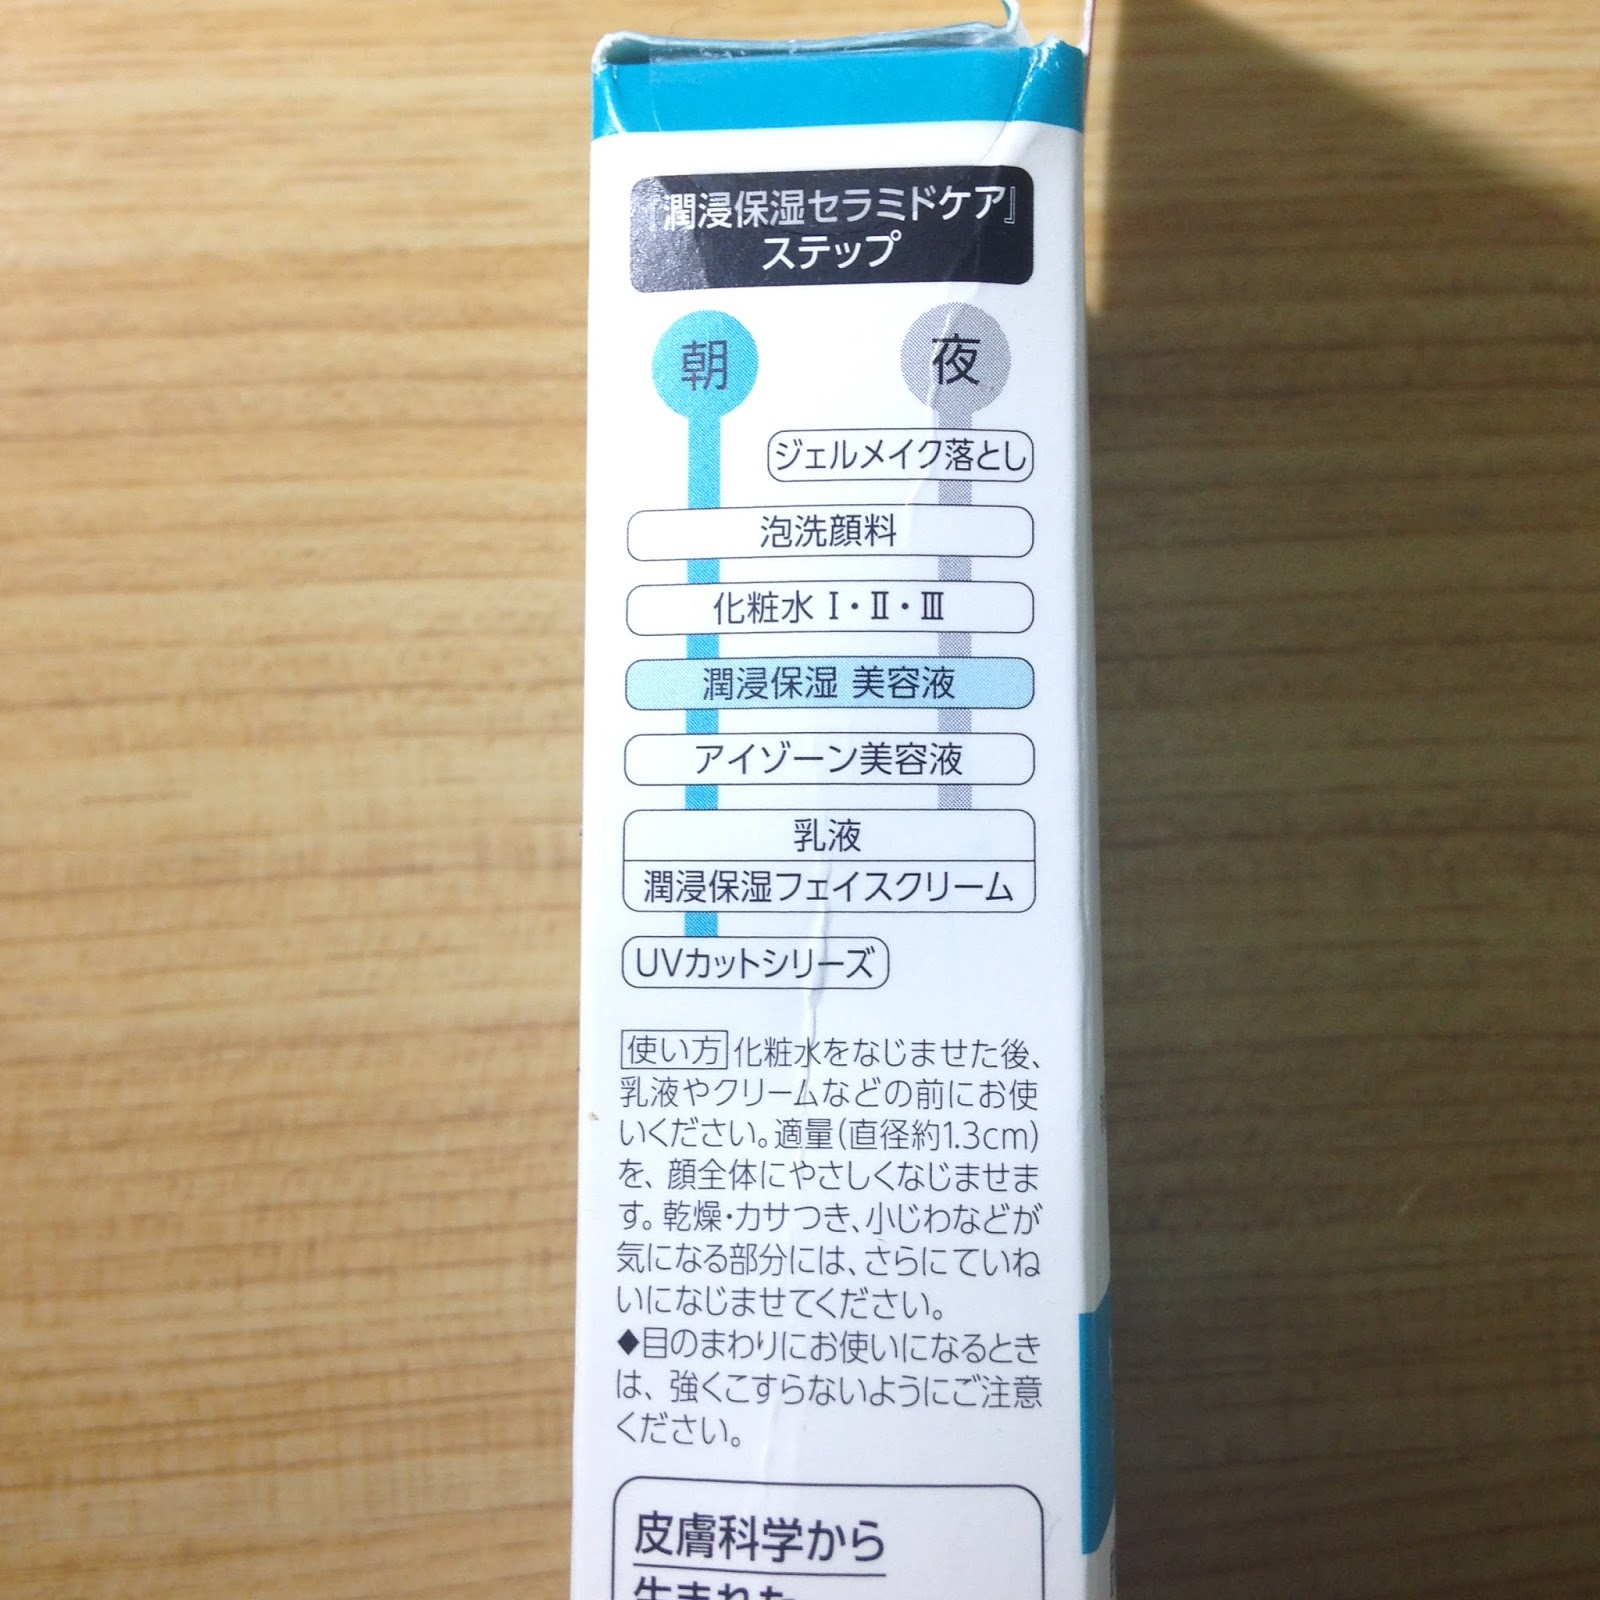 『潤浸保湿セラミドケア』
ステップ
朝
夜
ジェルメイク落とし
泡洗顔料
化粧水Ⅰ・Ⅱ・Ⅲ
潤浸保湿 美容液
アイゾーン美容液
乳液
潤浸保湿フェイスクリーム
UVカットシリーズ
使い方 化粧水をなじませた後、
乳液やクリームなどの前にお使
いください。適量(直径約1.3cm)
を、顔全体にやさしくなじませま
す。乾燥・カサつき、小じわなどが
気になる部分には、さらにていね
いになじませてください。
◆目のまわりにお使いになるとき
は、強くこすらないようにご注意
ください。
皮膚科学から
生まれた